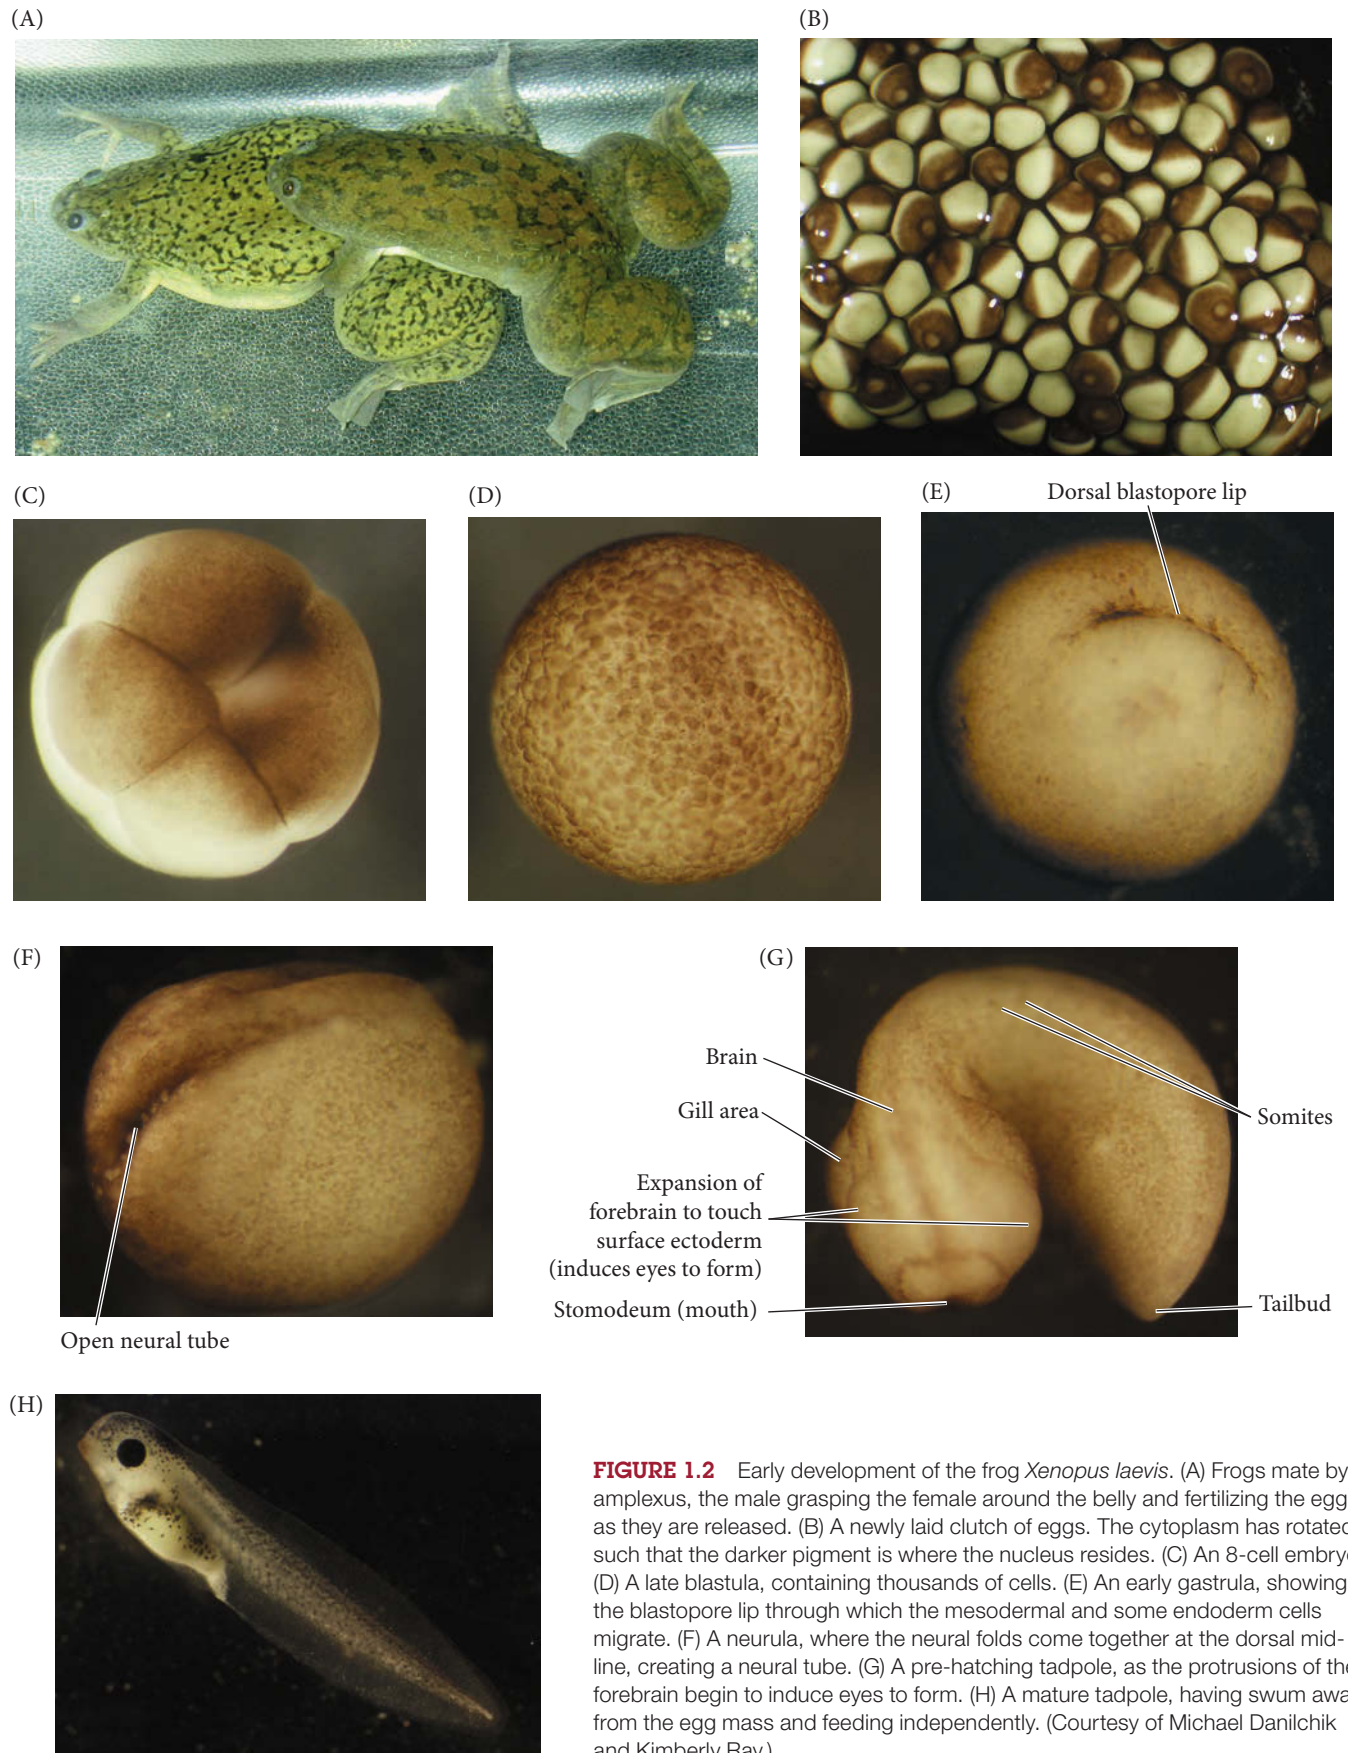 (A)
(B)
(C)
(D)
(E)
Dorsal blastopore lip
(F)
Open neural tube
(G)
Brain
Gill area
Expansion of
forebrain to touch
surface ectoderm
(induces eyes to form)
Stomodeum (mouth)
Somites
Tailbud
(H)
FIGURE 1.2 Early development of the frog Xenopus laevis. (A) Frogs mate by
amplexus, the male grasping the female around the belly and fertilizing the egg
as they are released. (B) A newly laid clutch of eggs. The cytoplasm has rotated
such that the darker pigment is where the nucleus resides. (C) An 8-cell embry
(D) A late blastula, containing thousands of cells. (E) An early gastrula, showing
the blastopore lip through which the mesodermal and some endoderm cells
migrate. (F) A neurula, where the neural folds come together at the dorsal mid-
line, creating a neural tube. (G) A pre-hatching tadpole, as the protrusions of the
forebrain begin to induce eyes to form. (H) A mature tadpole, having swum awa
from the egg mass and feeding independently. (Courtesy of Michael Danilchik
and Kimberly Ray.)